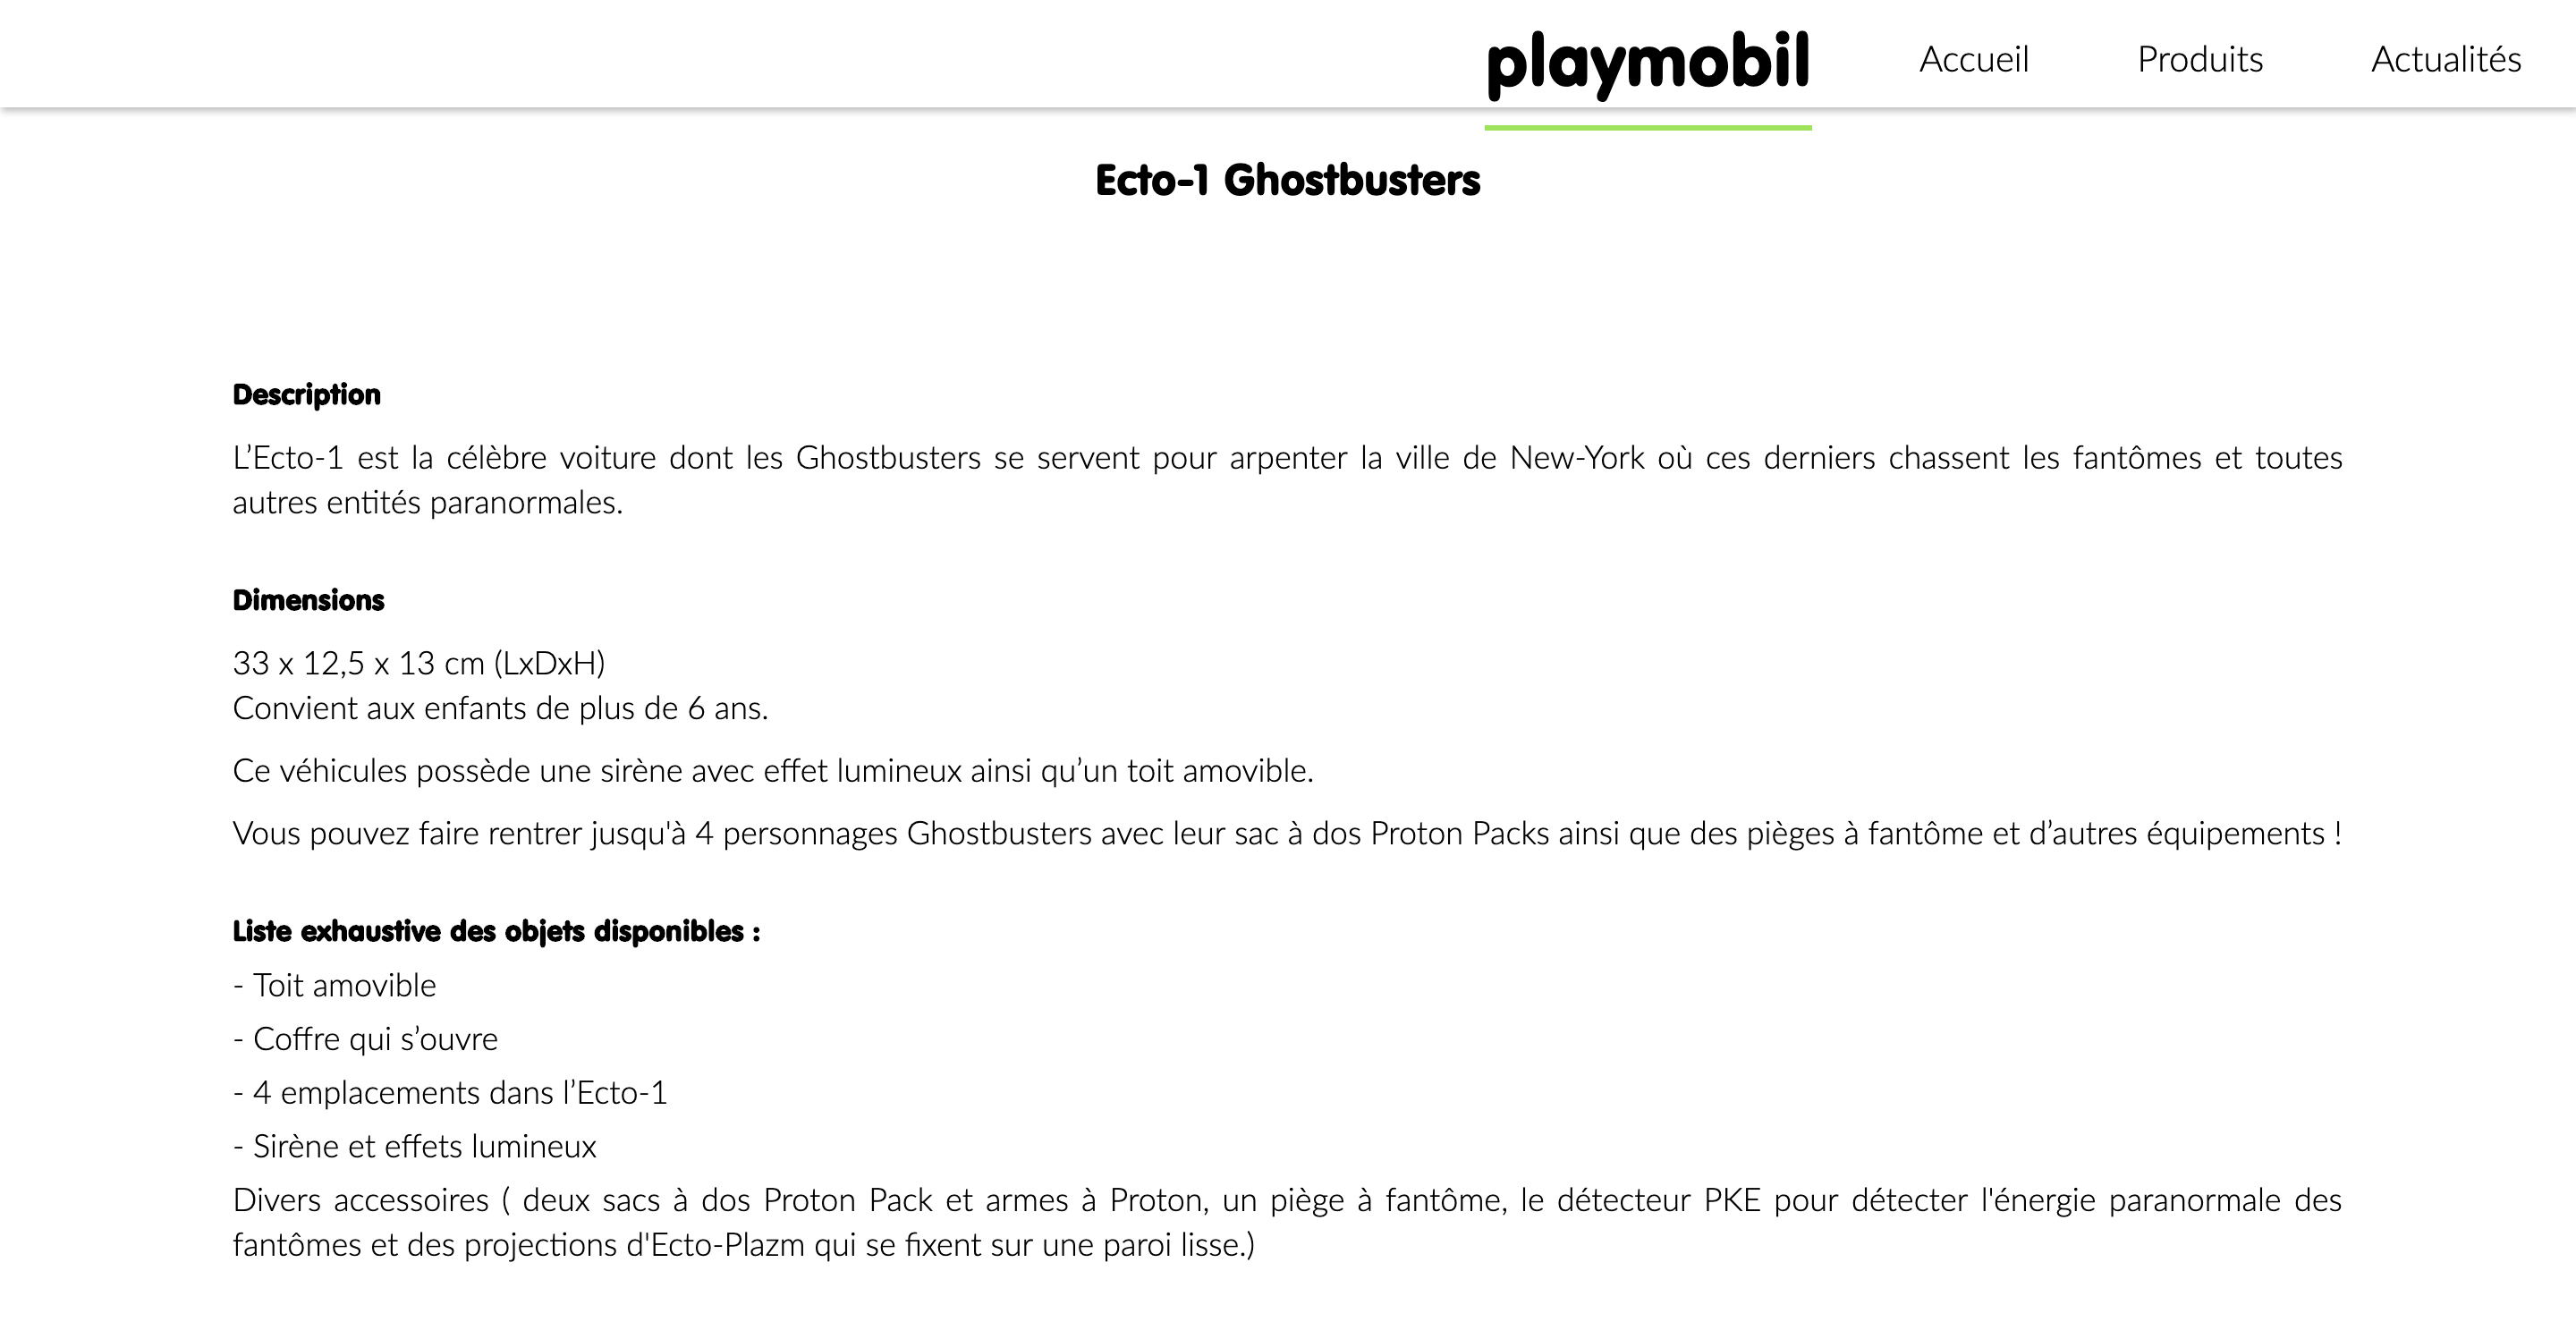 playmobil Accueil Produits Actualités
Ecto-1 Ghostbusters
Description
L’Ecto-1 est la célèbre voiture dont les Ghostbusters se servent pour arpenter la ville de New-York où ces derniers chassent les fantômes et toutes
autres entités paranormales.
Dimensions
33 x 12,5 x 13 cm (LxDxH)
Convient aux enfants de plus de 6 ans.
Ce véhicules possède une sirène avec effet lumineux ainsi qu’un toit amovible.
Vous pouvez faire rentrer jusqu'à 4 personnages Ghostbusters avec leur sac à dos Proton Packs ainsi que des pièges à fantôme et d’autres équipements !
Liste exhaustive des objets disponibles :
- Toit amovible
- Coffre qui s’ouvre
- 4 emplacements dans l’Ecto-1
- Sirène et effets lumineux
Divers accessoires ( deux sacs à dos Proton Pack et armes à Proton, un piège à fantôme, le détecteur PKE pour détecter l'énergie paranormale des
fantômes et des projections d'Ecto-Plazm qui se fixent sur une paroi lisse.)